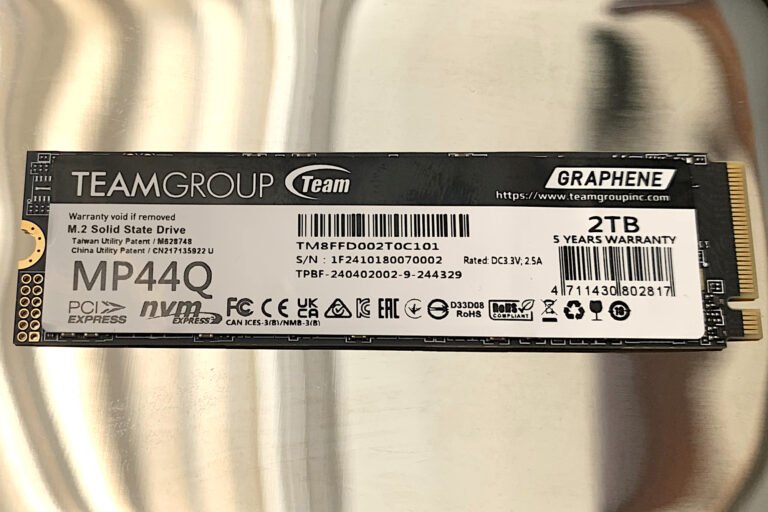 TEAMGROUP Team
GRAPHENE
https://www.teamgroupinc.com
Warranty void if removed
M.2 Solid State Drive
Taiwan Utility Patent / M628748
China Utility Patent / CN217135922 U
MP44Q
PCI EXPRESS
nvm EXPRESS
TM8FFD002T0C101
S/N : 1F2410180070002
Rated: DC3.3V; 2.5A
TPBF-240402002-9-244329
2TB
5 YEARS WARRANTY
4 711430 802817
FC CE UK CA EAC
D33D08
RoHS
RoHS
COMPLIANT
10
CAN ICES-3(B)/NMB-3(B)